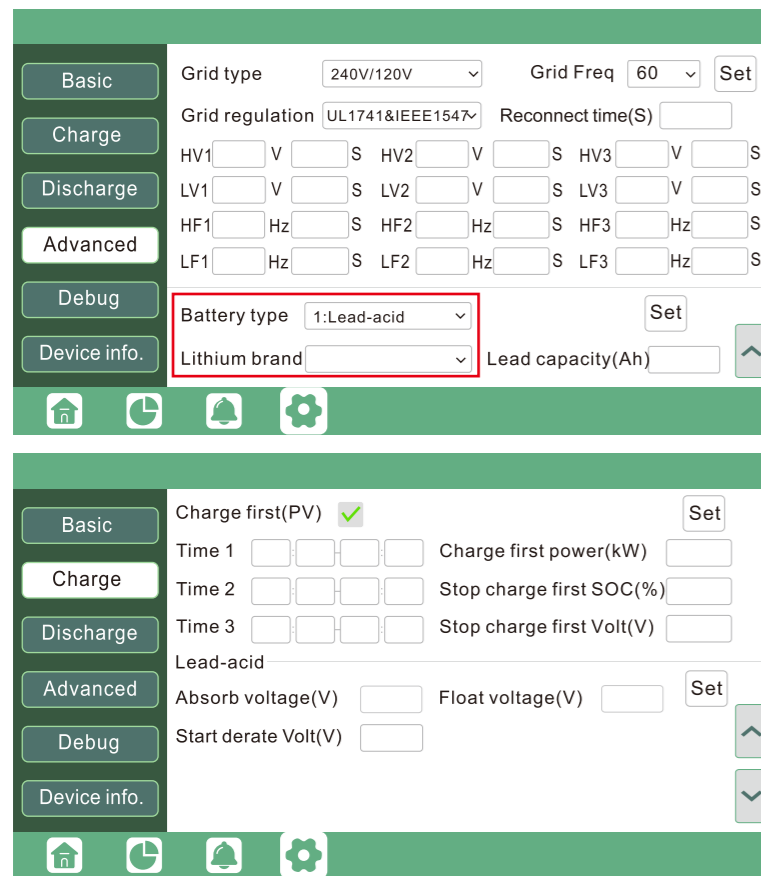 Basic
Charge
Discharge
Advanced
Debug
Device info.
Grid type 240V/120V Grid Freq 60 Set
Grid regulation UL1741&IEEE1547 Reconnect time(S)
HV1 V S HV2 V S HV3 V S
LV1 V S LV2 V S LV3 V S
HF1 Hz S HF2 Hz S HF3 Hz S
LF1 Hz S LF2 Hz S LF3 Hz S
Battery type 1:Lead-acid Set
Lithium brand Lead capacity(Ah)
Basic
Charge
Discharge
Advanced
Debug
Device info.
Charge first(PV) Set
Time 1 : - : Charge first power(kW)
Time 2 : - : Stop charge first SOC(%)
Time 3 : - : Stop charge first Volt(V)
Lead-acid
Absorb voltage(V) Float voltage(V) Set
Start derate Volt(V)